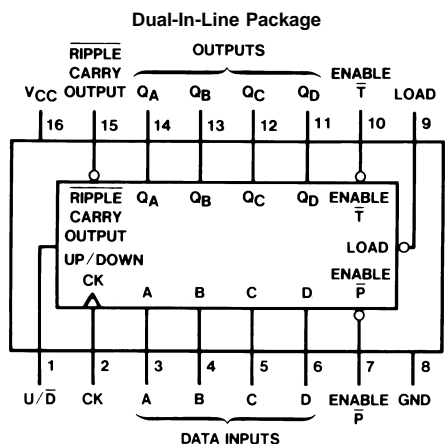 Dual-In-Line Package
RIPPLE
CARRY
OUTPUT
OUTPUTS
VCC
QA
QB
QC
QD
ENABLE
T
LOAD
16
15
14
13
12
11
10
9
RIPPLE
CARRY
OUTPUT
QA
QB
QC
QD
ENABLE
T
LOAD
UP/DOWN
CK
A
B
C
D
ENABLE
P
1
2
3
4
5
6
7
8
U/D
CK
A
B
C
D
ENABLE
P
GND
DATA INPUTS